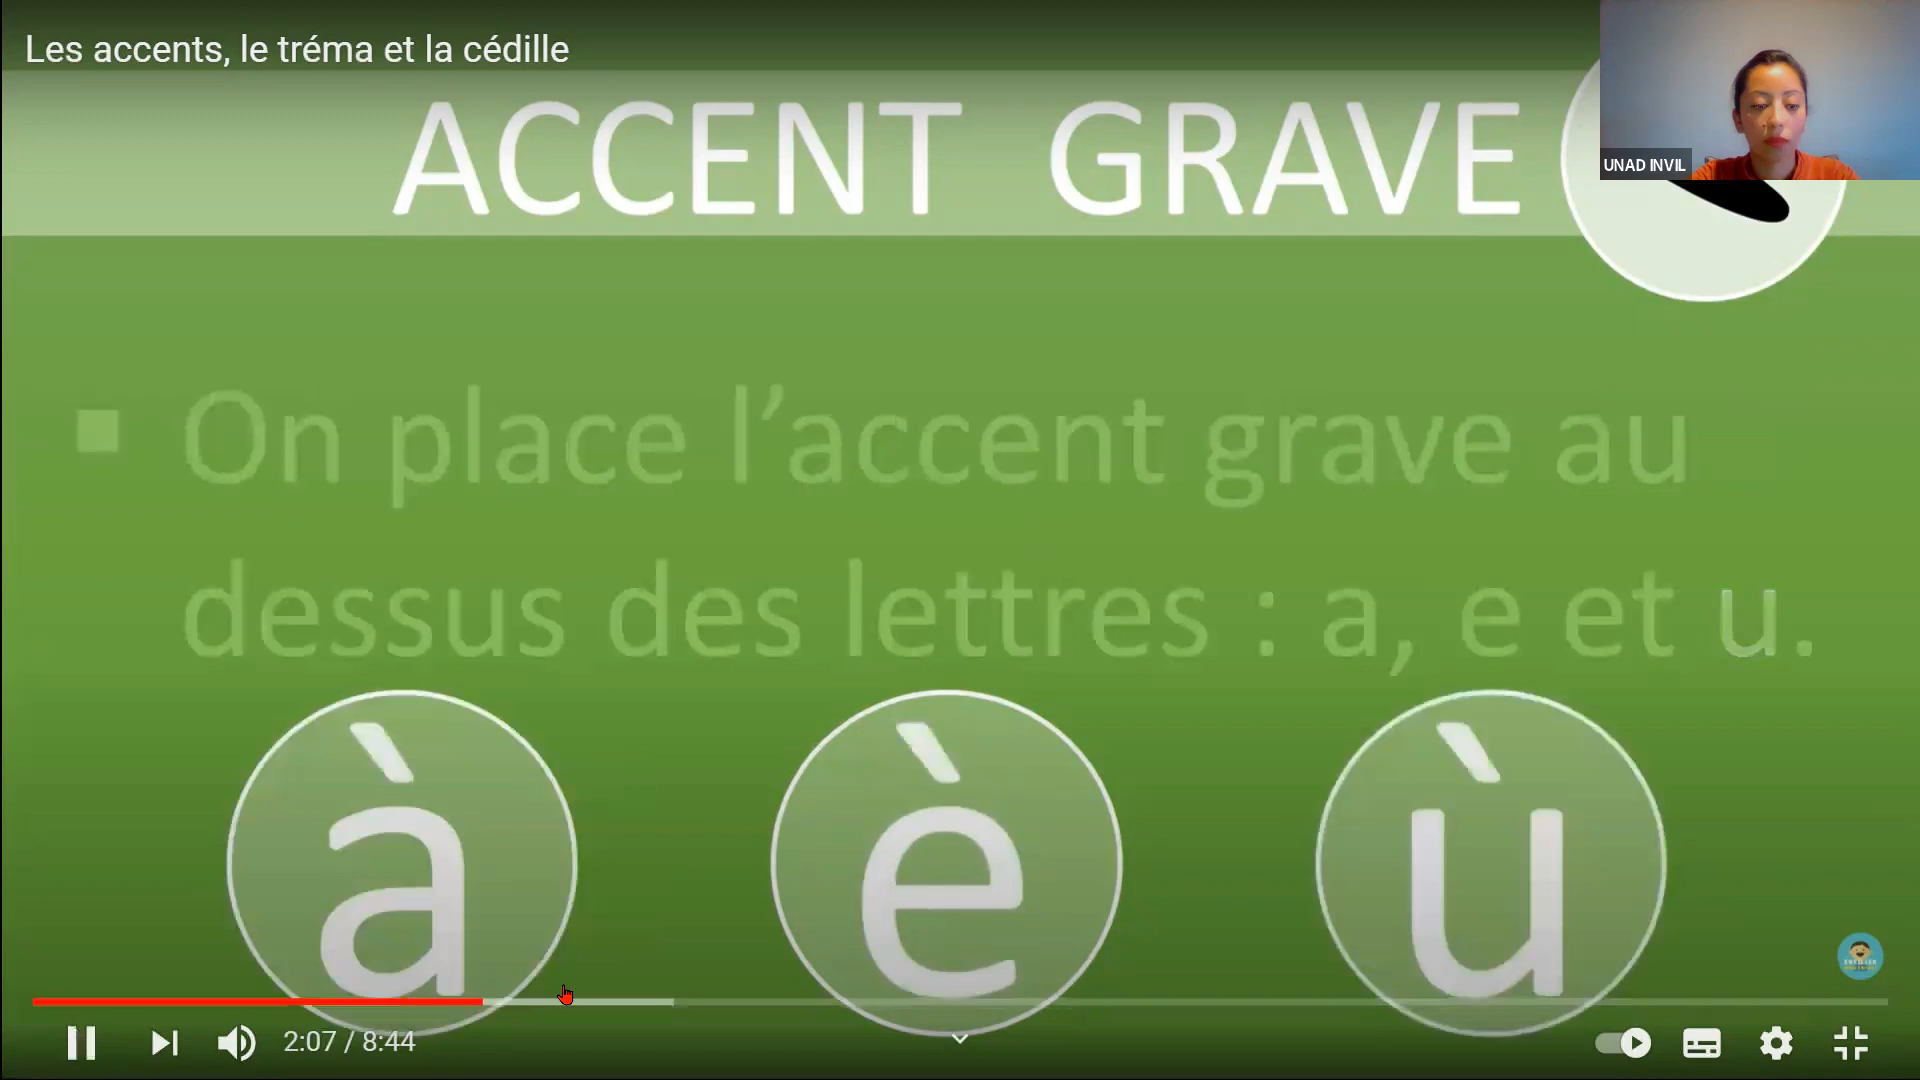 Les accents, le tréma et la cédille
ACCENT GRAVE
UNAD INVIL
▪ On place l’accent grave au
dessus des lettres : a, e et u.
à è ù
2:07 / 8:44